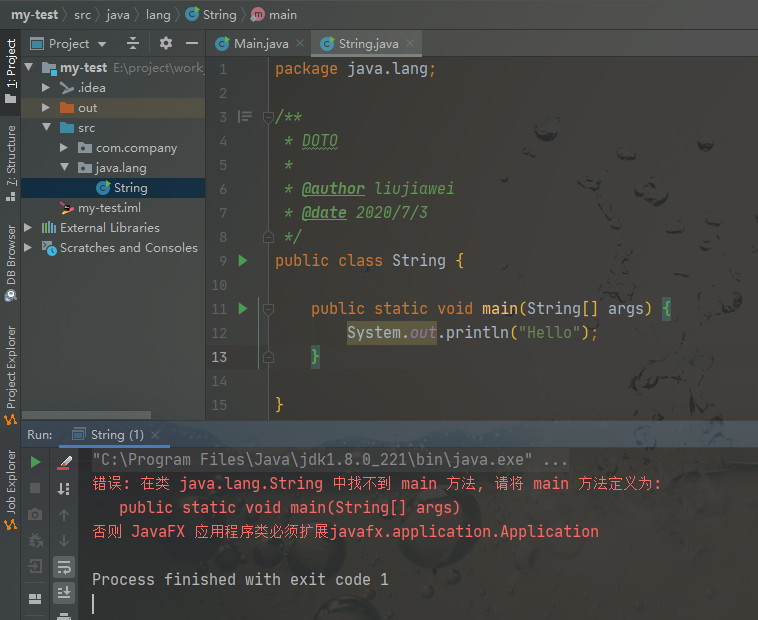 my-test src java lang String main
Project
Main.java
String.java
my-test E:\project\work
.idea
out
src
com.company
java.lang
String
my-test.iml
External Libraries
Scratches and Consoles
1: Project
7: Structure
DB Browser
Project Explorer
Job Explorer
1 package java.lang;
2
3 /**
4 * DOTO
5 *
6 * @author liujiawei
7 * @date 2020/7/3
8 */
9 public class String {
10
11 public static void main(String[] args) {
12 System.out.println("Hello");
13 }
14
15 }
Run: String (1)
"C:\Program Files\Java\jdk1.8.0_221\bin\java.exe" ...
错误: 在类 java.lang.String 中找不到 main 方法, 请将 main 方法定义为:
public static void main(String[] args)
否则 JavaFX 应用程序类必须扩展javafx.application.Application
Process finished with exit code 1